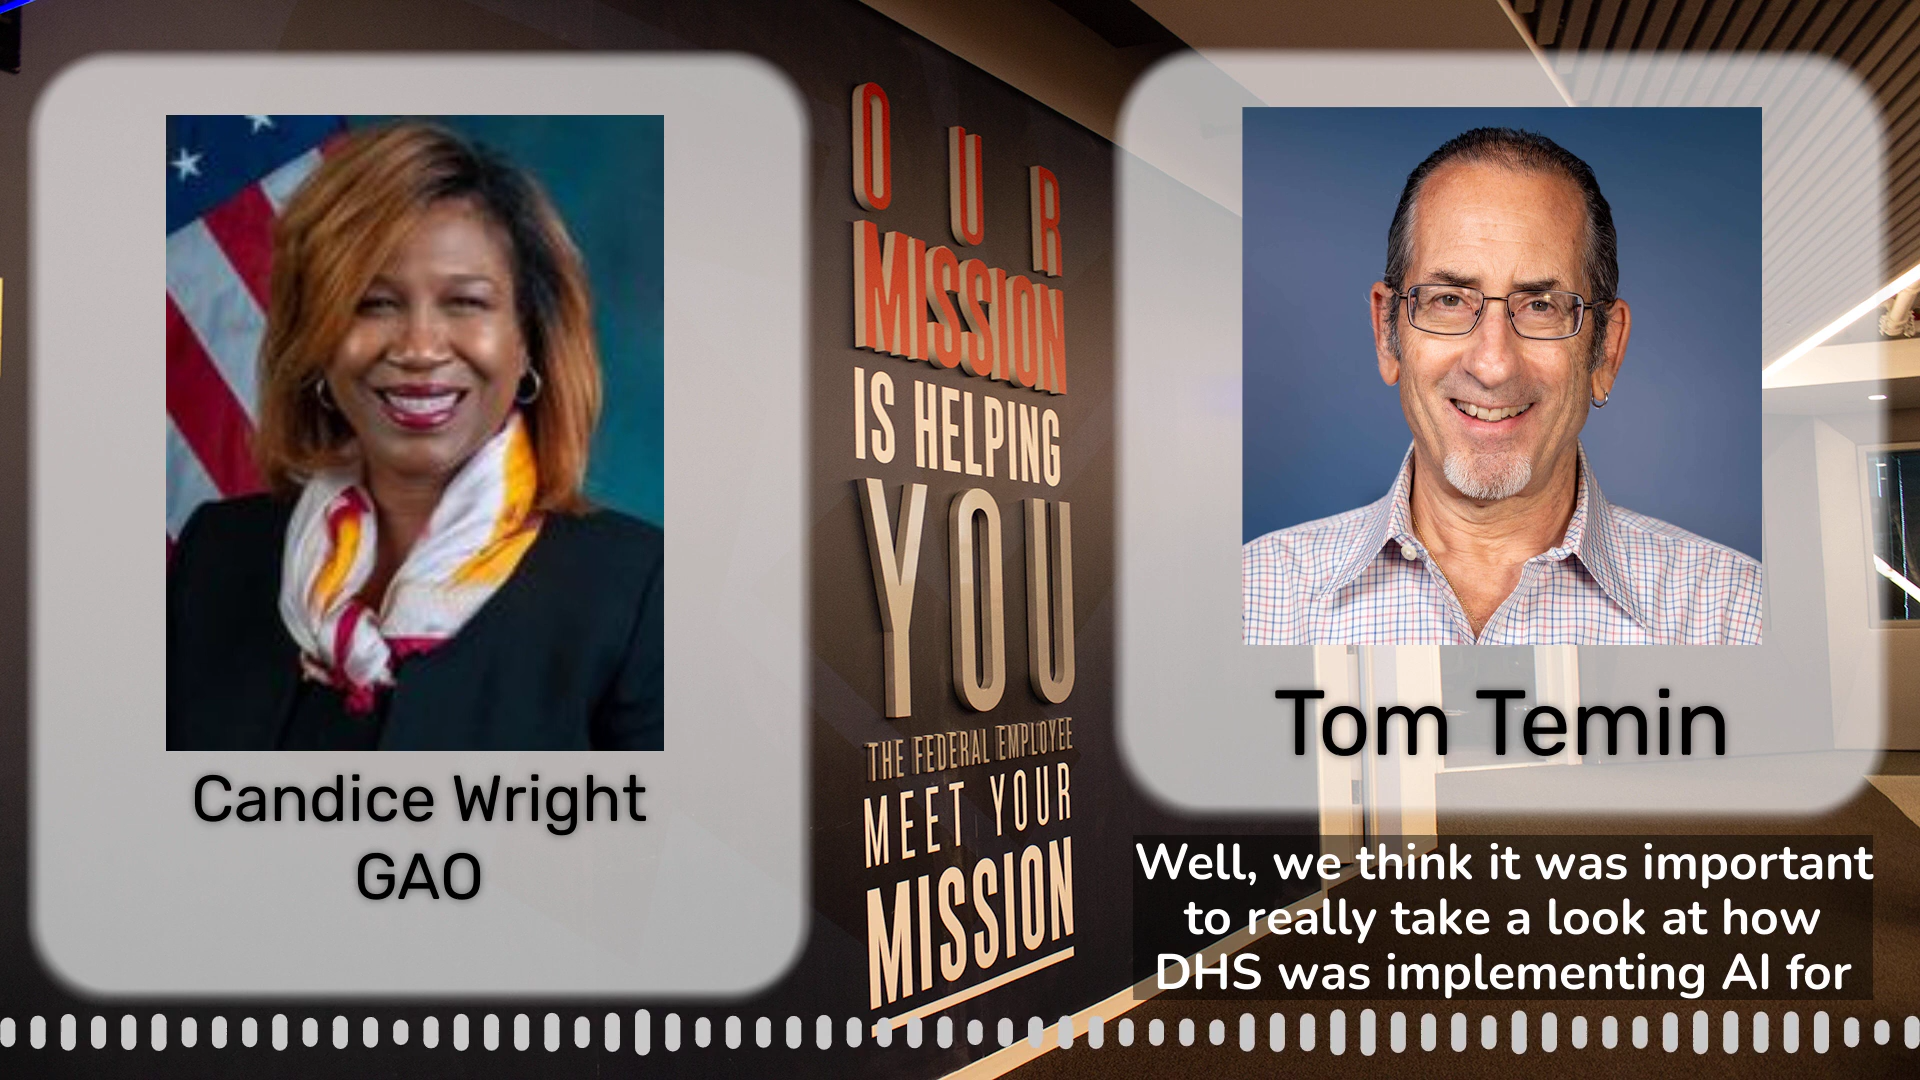 Candice Wright
GAO
OUR
MISSION
IS HELPING
YOU
THE FEDERAL EMPLOYEE
MEET YOUR
MISSION
Tom Temin
Well, we think it was important
to really take a look at how
DHS was implementing AI for